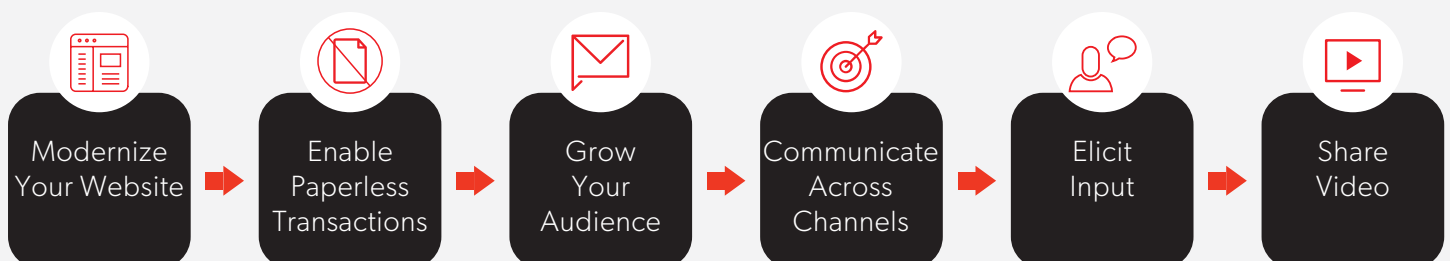 Modernize
Your Website
Enable
Paperless
Transactions
Grow
Your
Audience
Communicate
Across
Channels
Elicit
Input
Share
Video